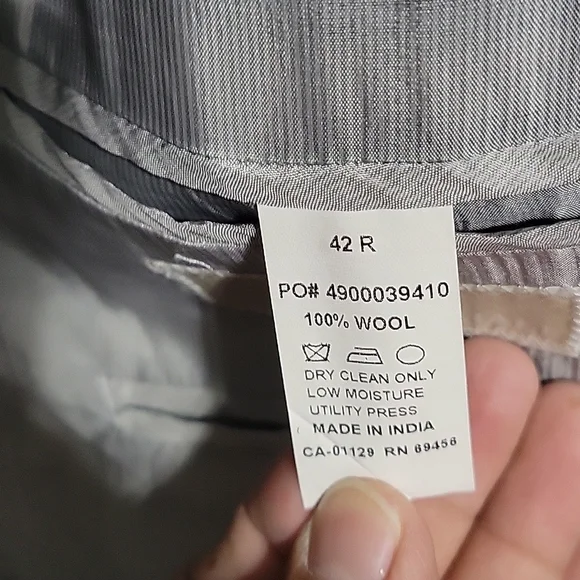 42 R
PO# 4900039410
100% WOOL
DRY CLEAN ONLY
LOW MOISTURE
UTILITY PRESS
MADE IN INDIA
CA-01129 RN 69456